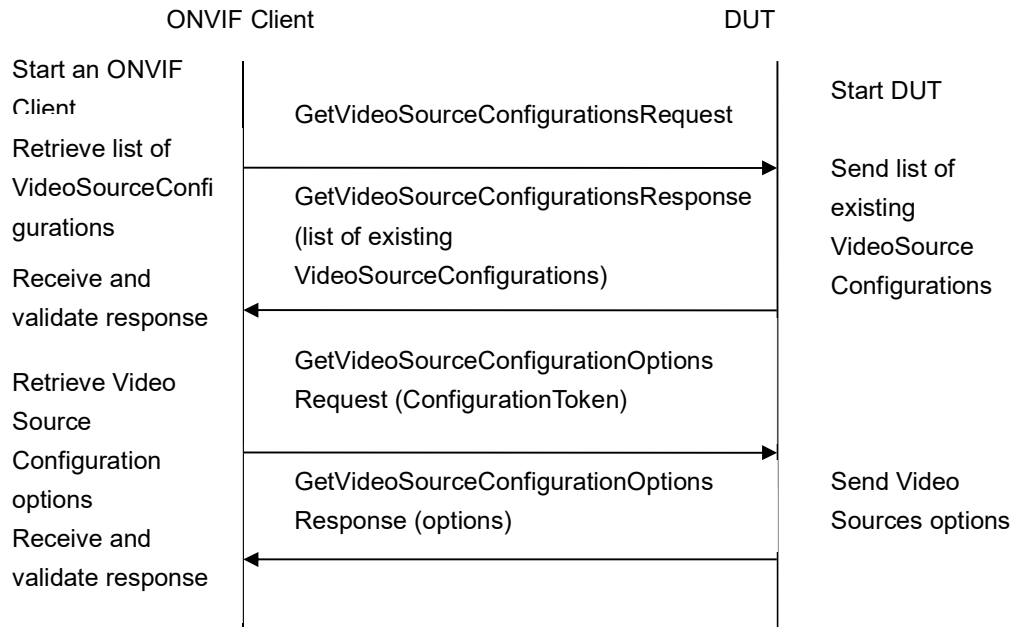 ONVIF Client
DUT
Start an ONVIF
Client
Start DUT
GetVideoSourceConfigurationsRequest
Retrieve list of
VideoSourceConfi
gurations
Send list of
existing
VideoSource
Configurations
GetVideoSourceConfigurationsResponse
(list of existing
VideoSourceConfigurations)
Receive and
validate response
GetVideoSourceConfigurationOptions
Request (ConfigurationToken)
Retrieve Video
Source
Configuration
options
GetVideoSourceConfigurationOptions
Response (options)
Send Video
Sources options
Receive and
validate response